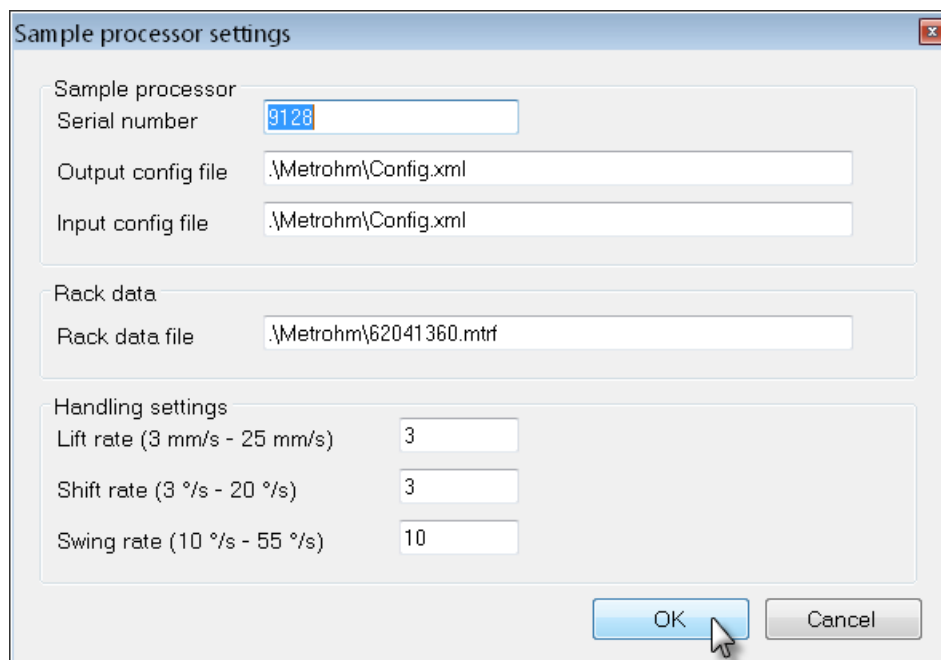 Sample processor settings
x
Sample processor
Serial number 9128
Output config file .\Metrohm\Config.xml
Input config file .\Metrohm\Config.xml
Rack data
Rack data file .\Metrohm\62041360.mtrf
Handling settings
Lift rate (3 mm/s - 25 mm/s) 3
Shift rate (3 °/s - 20 °/s) 3
Swing rate (10 °/s - 55 °/s) 10
OK Cancel